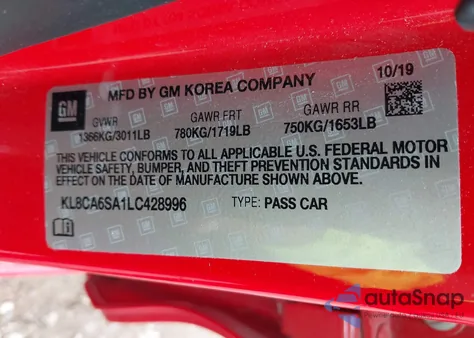 MFD BY GM KOREA COMPANY 10/19
GM
GVWR GAWR FRT GAWR RR
1366KG/3011LB 780KG/1719LB 750KG/1653LB
THIS VEHICLE CONFORMS TO ALL APPLICABLE U.S. FEDERAL MOTOR
VEHICLE SAFETY, BUMPER, AND THEFT PREVENTION STANDARDS IN
EFFECT ON THE DATE OF MANUFACTURE SHOWN ABOVE.
KL8CA6SA1LC428996 TYPE: PASS CAR
autoSnap